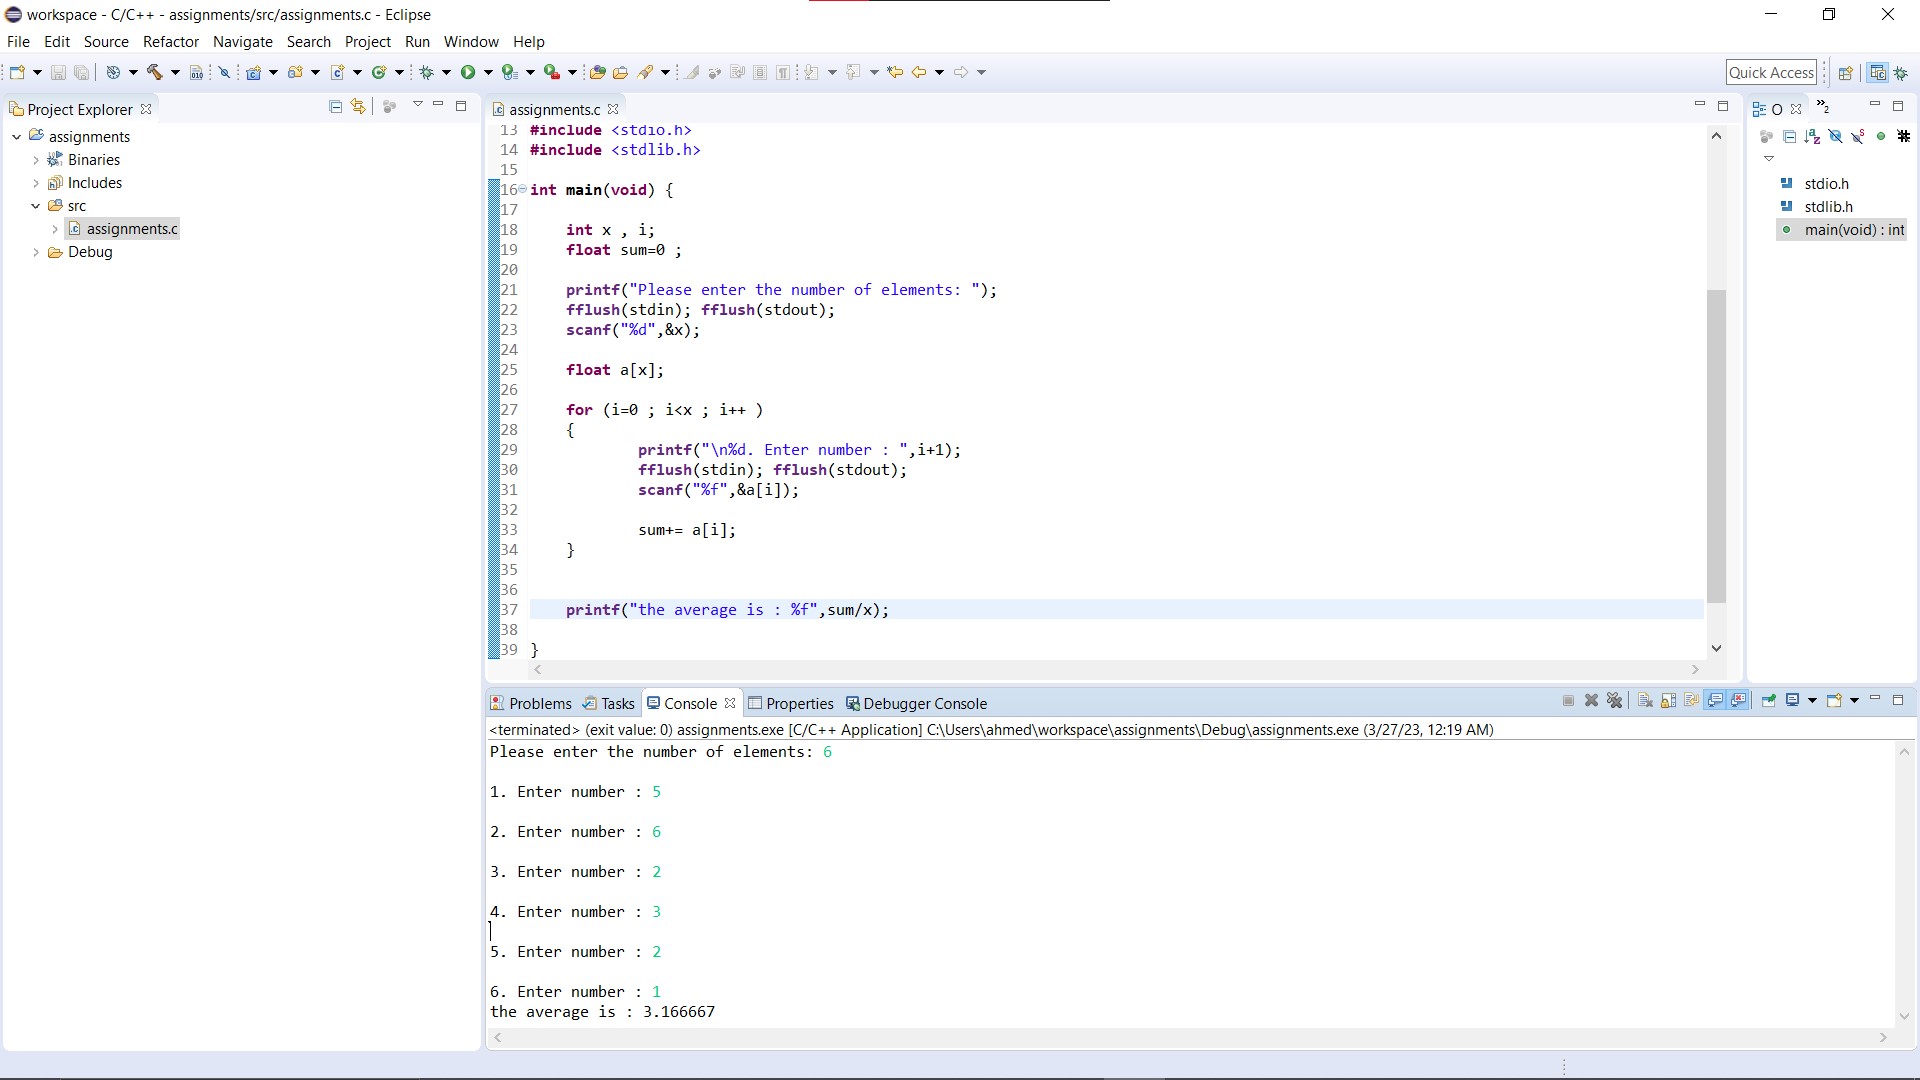 workspace - C/C++ - assignments/src/assignments.c - Eclipse
File Edit Source Refactor Navigate Search Project Run Window Help
Quick Access
Project Explorer
assignments
Binaries
Includes
src
assignments.c
Debug
assignments.c
13 #include <stdio.h>
14 #include <stdlib.h>
15
16 int main(void) {
17
18 int x , i;
19 float sum=0 ;
20
21 printf("Please enter the number of elements: ");
22 fflush(stdin); fflush(stdout);
23 scanf("%d",&x);
24
25 float a[x];
26
27 for (i=0 ; i<x ; i++ )
28 {
29 printf("\n%d. Enter number : ",i+1);
30 fflush(stdin); fflush(stdout);
31 scanf("%f",&a[i]);
32
33 sum+= a[i];
34 }
35
36
37 printf("the average is : %f",sum/x);
38
39 }
O
»2
stdio.h
stdlib.h
main(void) : int
Problems Tasks Console Properties Debugger Console
<terminated> (exit value: 0) assignments.exe [C/C++ Application] C:\Users\ahmed\workspace\assignments\Debug\assignments.exe (3/27/23, 12:19 AM)
Please enter the number of elements: 6
1. Enter number : 5
2. Enter number : 6
3. Enter number : 2
4. Enter number : 3
5. Enter number : 2
6. Enter number : 1
the average is : 3.166667